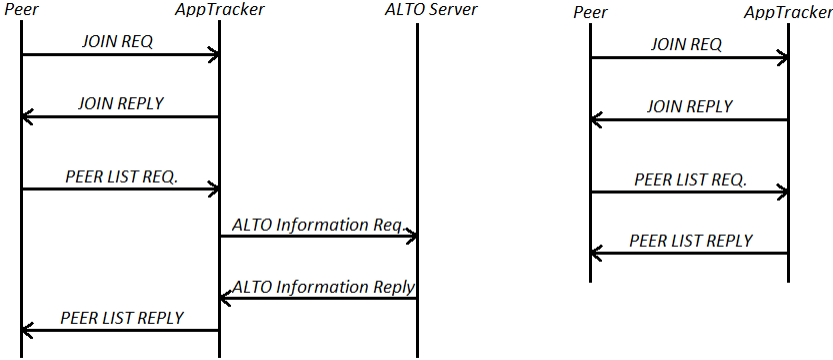 Peer
AppTracker
ALTO Server
JOIN REQ
JOIN REPLY
PEER LIST REQ.
ALTO Information Req.
ALTO Information Reply
PEER LIST REPLY
Peer
AppTracker
JOIN REQ
JOIN REPLY
PEER LIST REQ.
PEER LIST REPLY